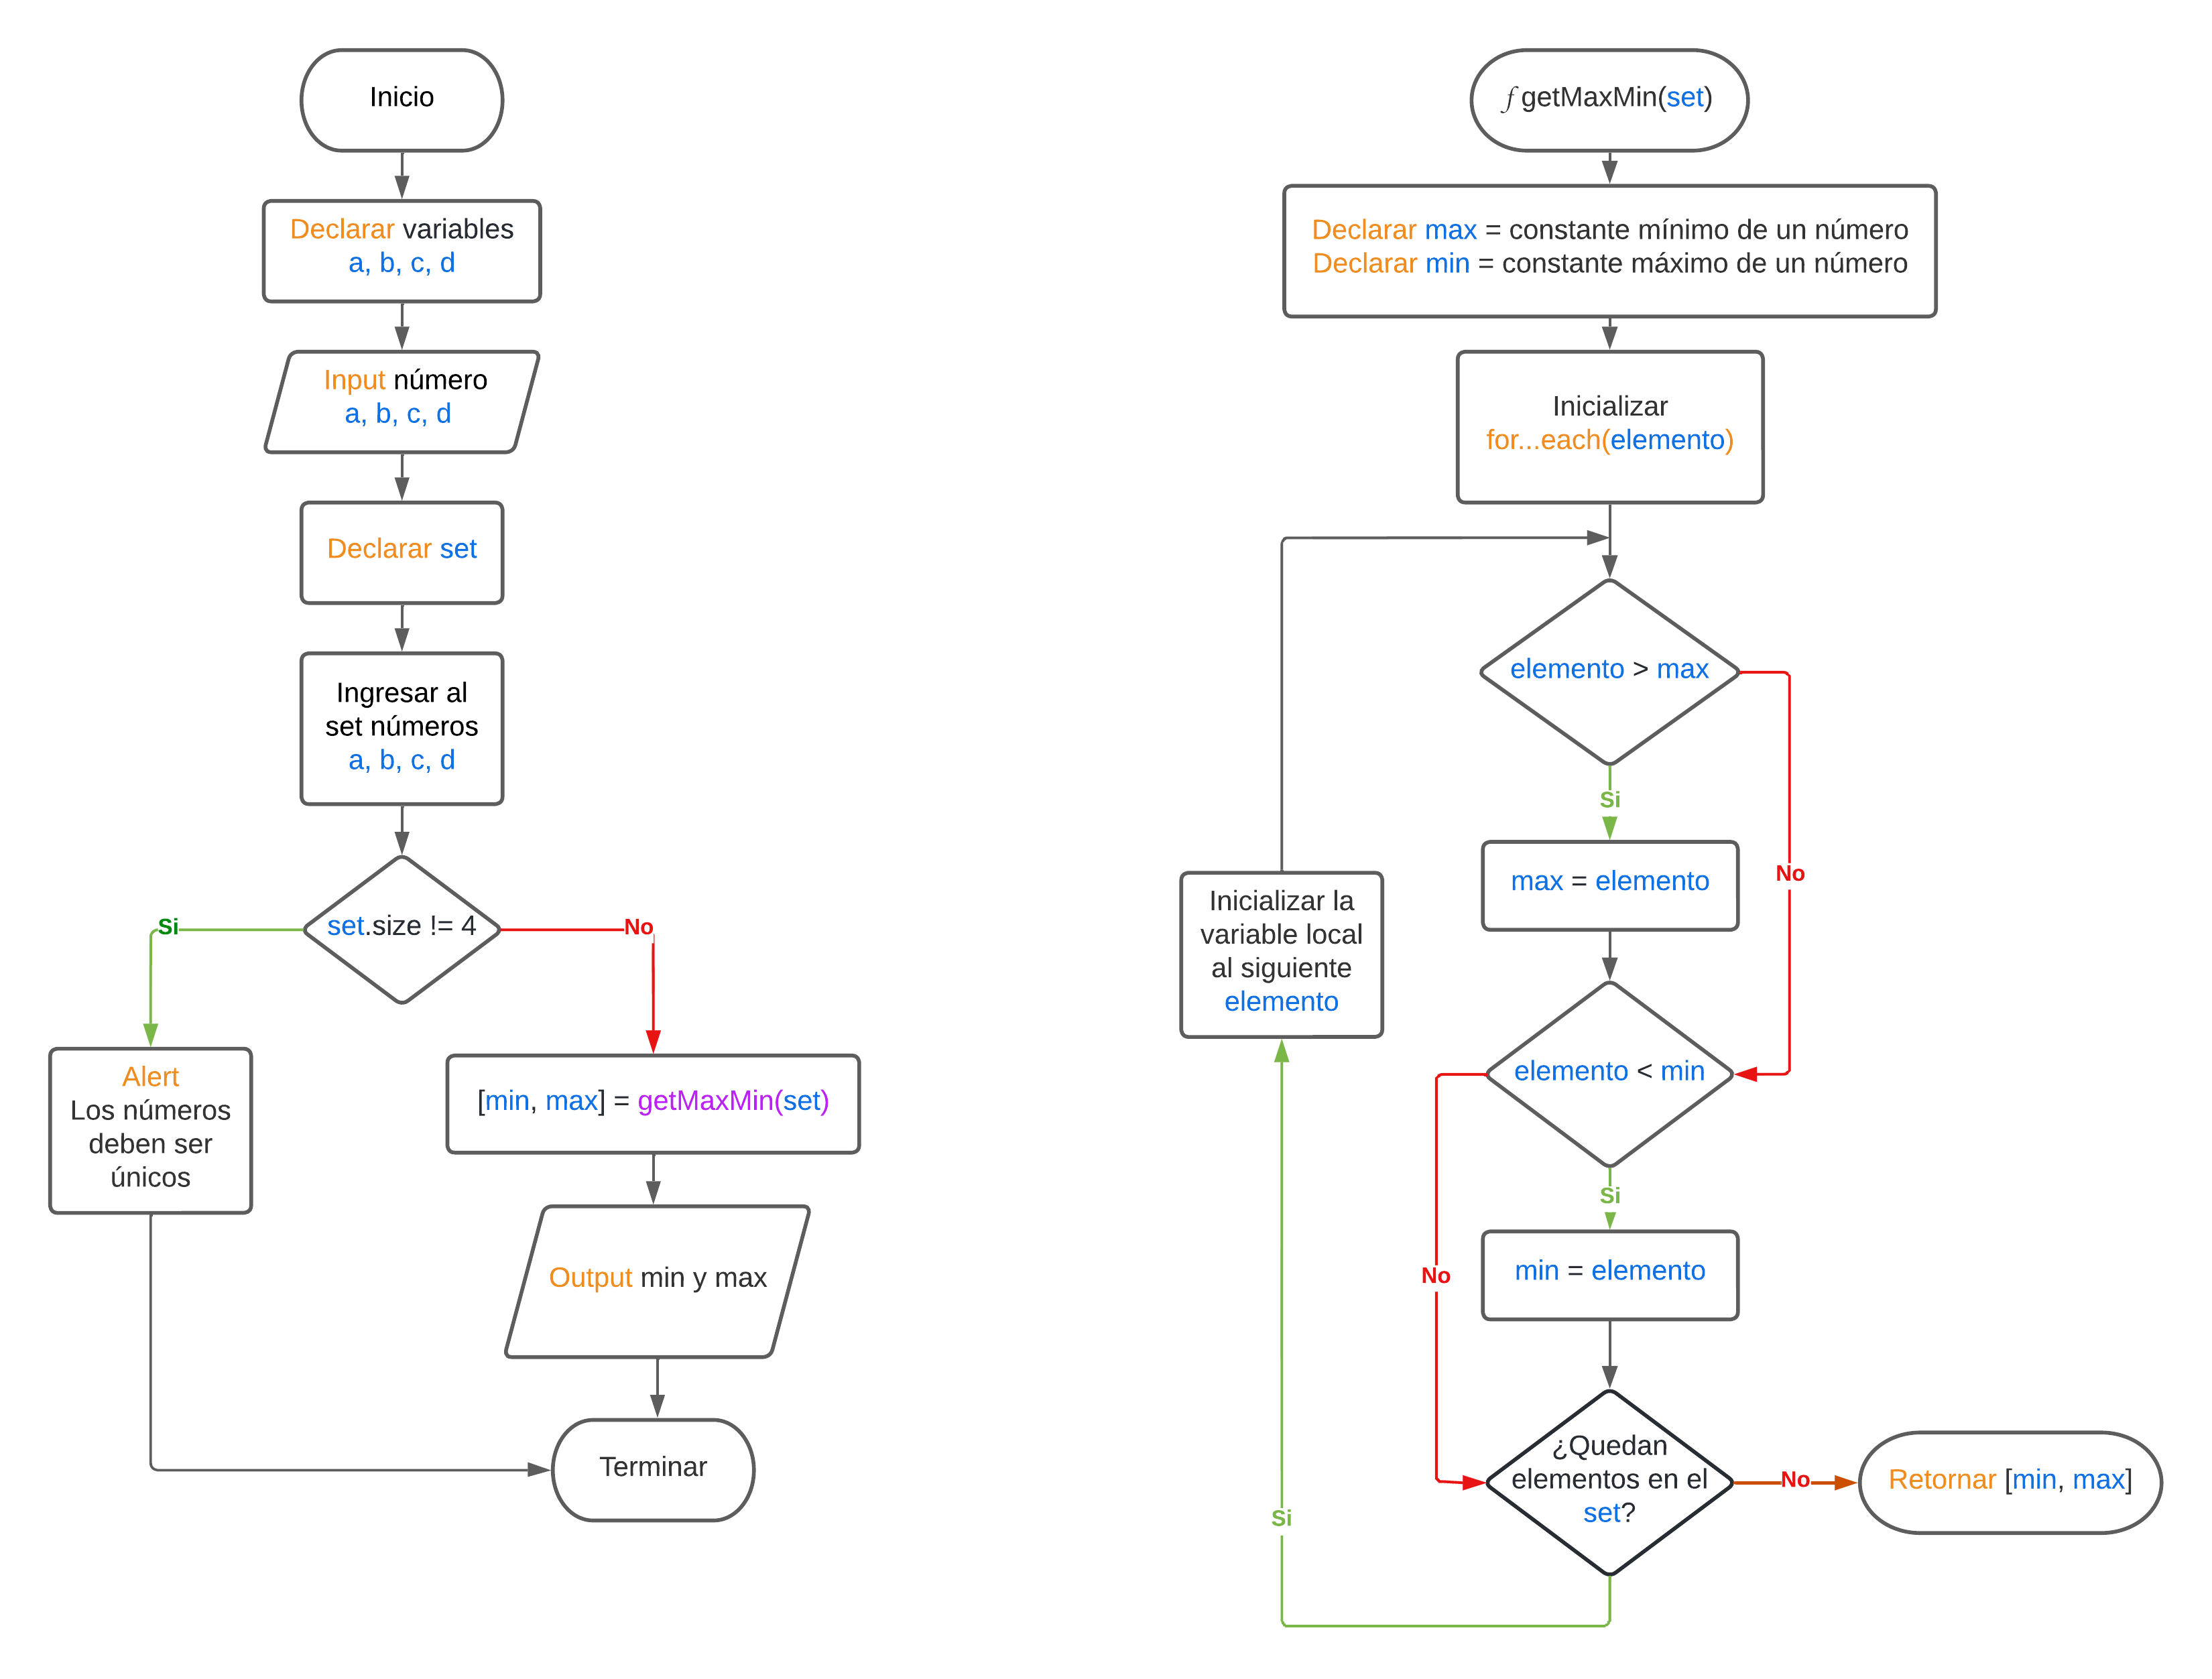 Inicio
Declarar variables
a, b, c, d
Input número
a, b, c, d
Declarar set
Ingresar al
set números
a, b, c, d
set.size != 4
Si
No
Alert
Los números
deben ser
únicos
[min, max] = getMaxMin(set)
Output min y max
Terminar
ƒ getMaxMin(set)
Declarar max = constante mínimo de un número
Declarar min = constante máximo de un número
Inicializar
for...each(elemento)
elemento > max
Si
No
max = elemento
Inicializar la
variable local
al siguiente
elemento
elemento < min
Si
No
min = elemento
¿Quedan
elementos en el
set?
No
Retornar [min, max]
Si